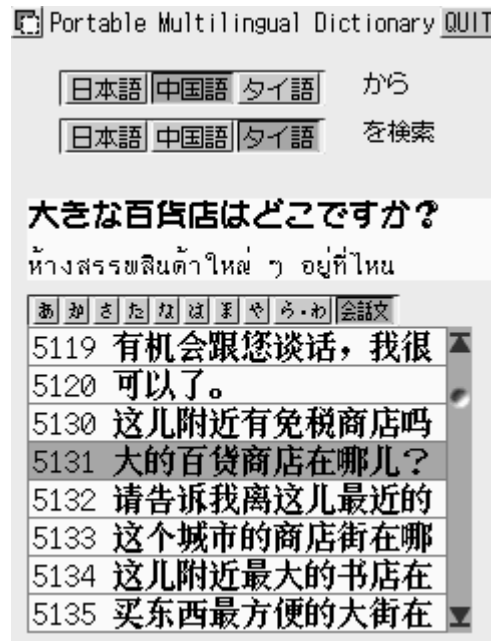 Portable Multilingual Dictionary QUIT
日本語 中国語 タイ語 から
日本語 中国語 タイ語 を検索
大きな百貨店はどこですか？
ห้างสรรพสินค้าใหญ่ ๆ อยู่ที่ไหน
あ か さ た な は ま や ら・わ 会話文
5119 有机会跟您谈话，我很
5120 可以了。
5130 这儿附近有免税商店吗
5131 大的百货商店在哪儿？
5132 请告诉我离这儿最近的
5133 这个城市的商店街在哪
5134 这儿附近最大的书店在
5135 买东西最方便的大街在